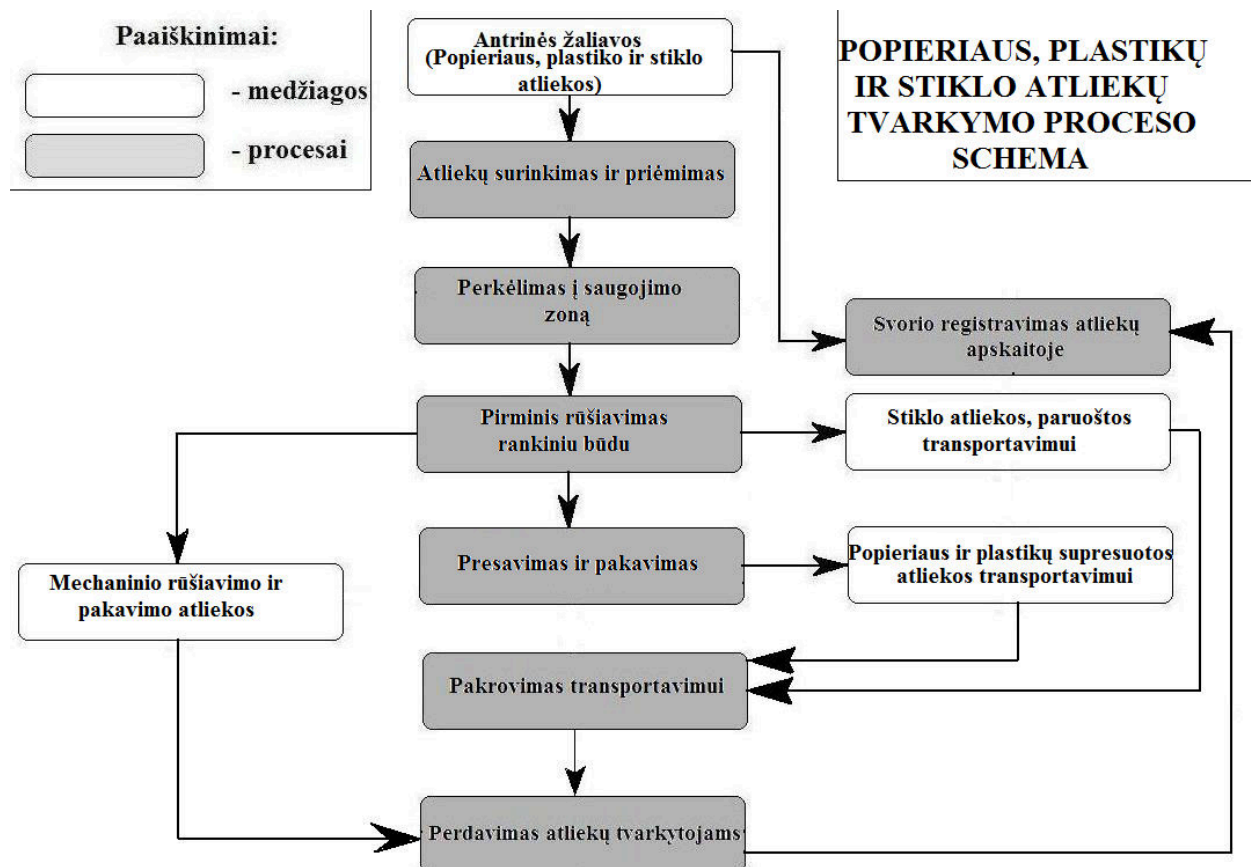 Paaiškinimai:
- medžiagos
- procesai
Antrinės žaliavos
(Popieriaus, plastiko ir stiklo
atliekos)
POPIERIAUS, PLASTIKŲ
IR STIKLO ATLIEKŲ
TVARKYMO PROCESO
SCHEMA
Atliekų surinkimas ir priėmimas
Perkėlimas į saugojimo
zoną
Svorio registravimas atliekų
apskaitoje
Pirminis rūšiavimas
rankiniu būdu
Stiklo atliekos, paruoštos
transportavimui
Presavimas ir pakavimas
Popieriaus ir plastikų supresuotos
atliekos transportavimui
Mechaninio rūšiavimo ir
pakavimo atliekos
Pakrovimas transportavimui
Perdavimas atliekų tvarkytojams